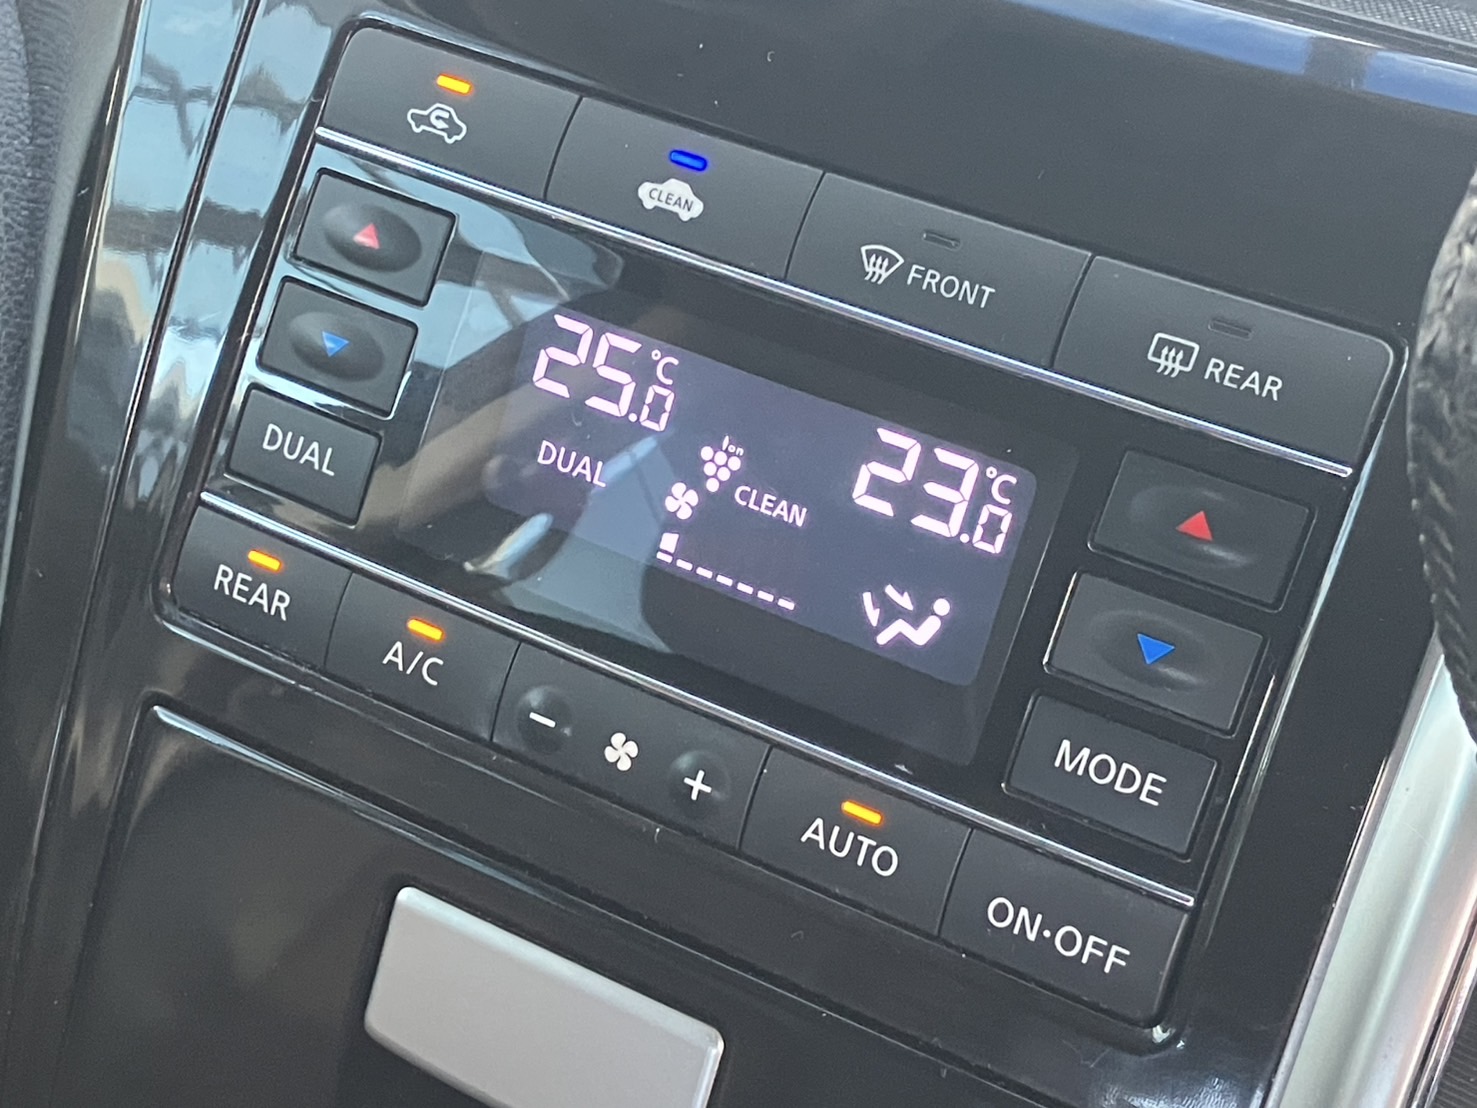 CLEAN
FRONT
REAR
25.0°C
23.0°C
DUAL
Ion
CLEAN
DUAL
REAR
A/C
−
+
AUTO
MODE
ON·OFF